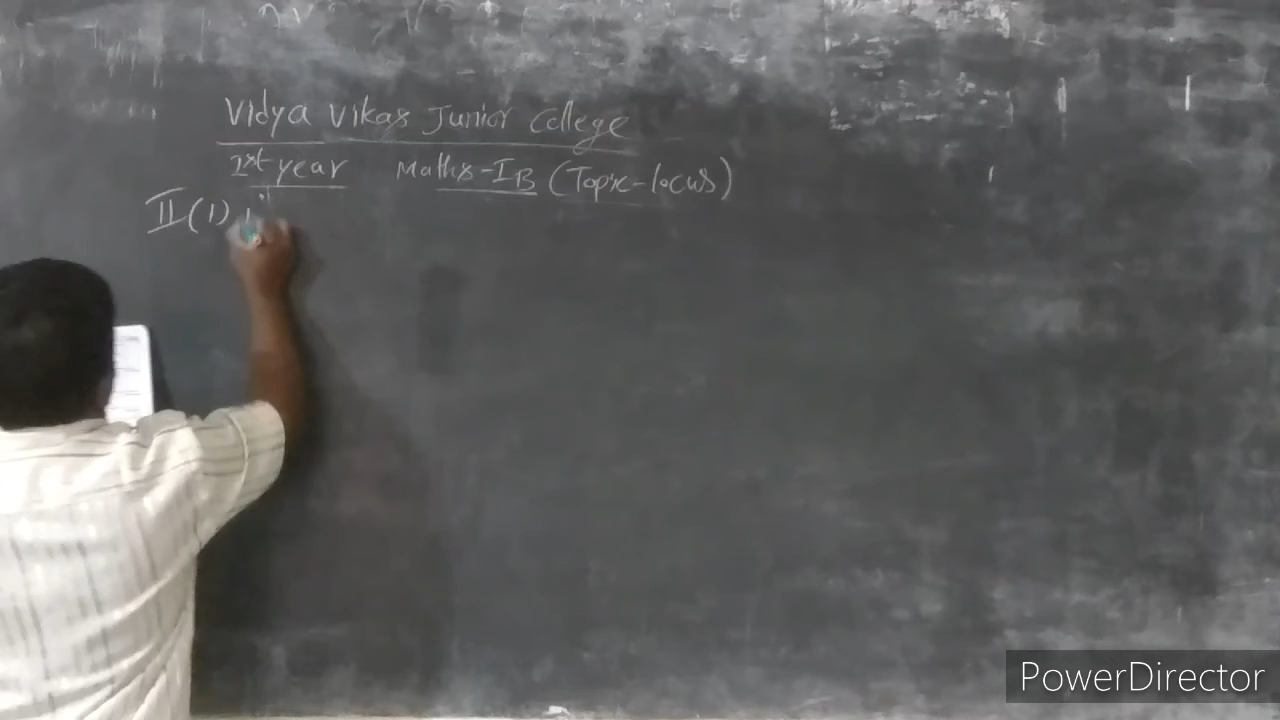 Vidya Vikas Junior College
1st year Maths-IB (Topic-locus)
II (1)
PowerDirector